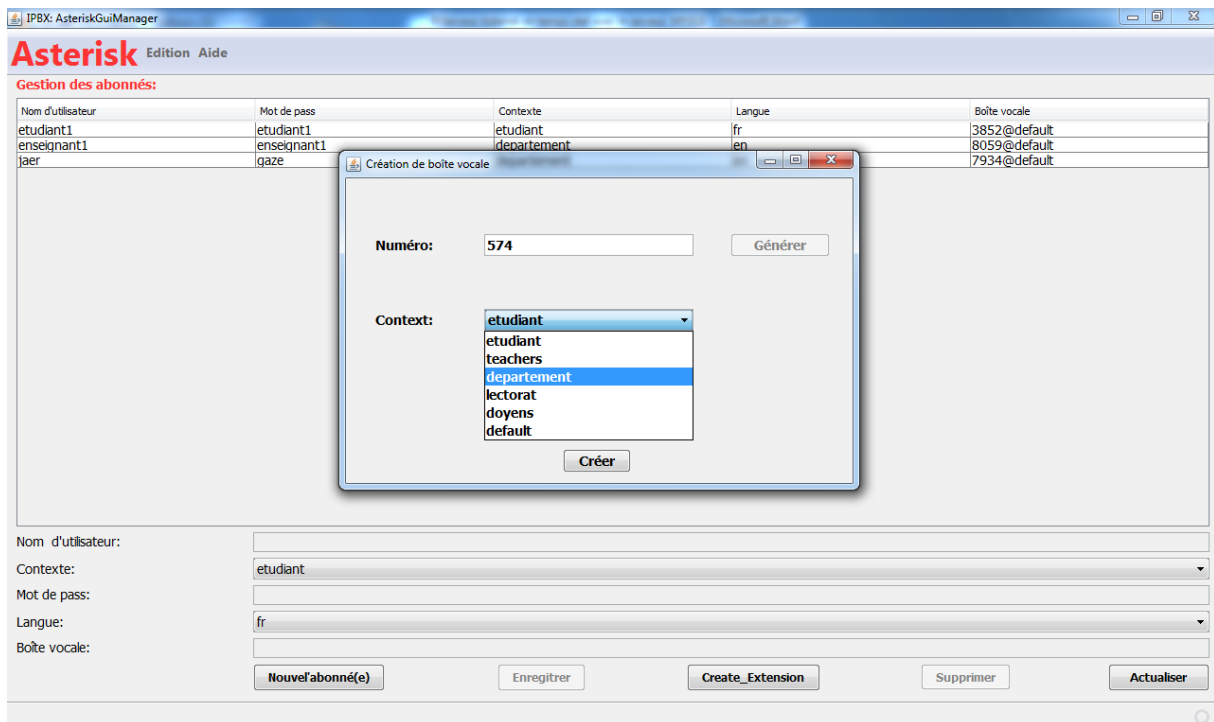 IPBX: AsteriskGuiManager
Asterisk Edition Aide
Gestion des abonnés:
Nom d'utilisateur Mot de pass Contexte Langue Boîte vocale
etudiant1 etudiant1 etudiant fr 3852@default
enseignant1 enseignant1 departement en 8059@default
jaer gaze 7934@default
Création de boîte vocale
Numéro: 574 Générer
Context: etudiant
etudiant
teachers
departement
lectorat
doyens
default
Créer
Nom d'utilisateur:
Contexte: etudiant
Mot de pass:
Langue: fr
Boîte vocale:
Nouvel'abonné(e) Enregitrer Create_Extension Supprimer Actualiser